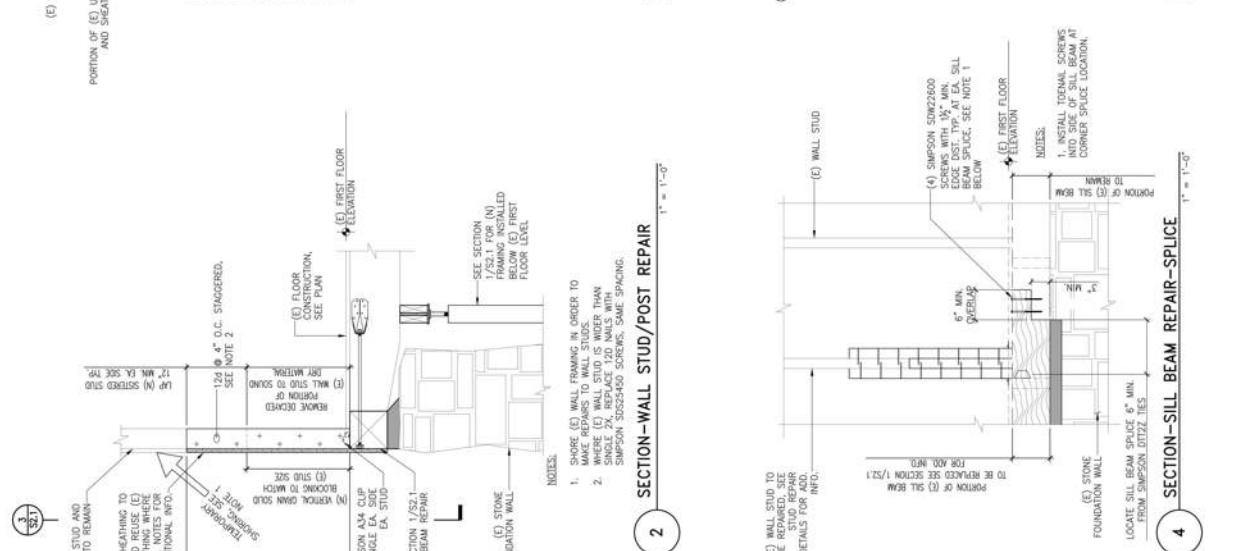 (E)
PORTION OF (E) U
AND SHEAT
3
S2.1
STUD AND
TO REMAIN
HEATHING TO
D REUSE (E)
THING WHERE
NOTES FOR
TIONAL INFO.
TEMPORARY
SHORING, SEE
NOTE 1
LAP (N) SISTERED STUD
12" MIN. EA. SIDE TYP.
12d @ 4" O.C. STAGGERED,
SEE NOTE 2
REMOVE DECAYED
PORTION OF
(E) WALL STUD TO SOUND
DRY MATERIAL
(N) VERTICAL GRAIN SOLID
BLOCKING TO MATCH
(E) STUD SIZE
(E) FLOOR
CONSTRUCTION,
SEE PLAN
(E) FIRST FLOOR
ELEVATION
SON A34 CLIP
NGLE EA. SIDE
EA. STUD
CTION 1/S2.1
BEAM REPAIR
(E) STONE
NDATION WALL
SEE SECTION
1/S2.1 FOR (N)
FRAMING INSTALLED
BELOW (E) FIRST
FLOOR LEVEL
NOTES:
1. SHORE (E) WALL FRAMING IN ORDER TO
MAKE REPAIRS TO WALL STUDS.
2. WHERE (E) WALL STUD IS WIDER THAN
SINGLE 2X, REPLACE 12D NAILS WITH
SIMPSON SDS25450 SCREWS, SAME SPACING.
2
SECTION-WALL STUD/POST REPAIR
1" = 1'-0"
(E) WALL STUD
(4) SIMPSON SDW22600
SCREWS WITH 1½" MIN.
EDGE DIST. TYP. AT EA. SILL
BEAM SPLICE, SEE NOTE 1
BELOW
(E) FIRST FLOOR
ELEVATION
NOTES:
1. INSTALL TOENAIL SCREWS
INTO SIDE OF SILL BEAM AT
CORNER SPLICE LOCATION.
PORTION OF (E) SILL BEAM
TO REMAIN
6" MIN.
OVERLAP
3" MIN.
) WALL STUD TO
E REPAIRED, SEE
STUD REPAIR
DETAILS FOR ADD.
INFO.
PORTION OF (E) SILL BEAM
TO BE REPLACED SEE SECTION 1/S2.1
FOR ADD. INFO.
(E) STONE
FOUNDATION WALL
LOCATE SILL BEAM SPLICE 6" MIN.
FROM SIMPSON DTT2Z TIES
4
SECTION-SILL BEAM REPAIR-SPLICE
1" = 1'-0"